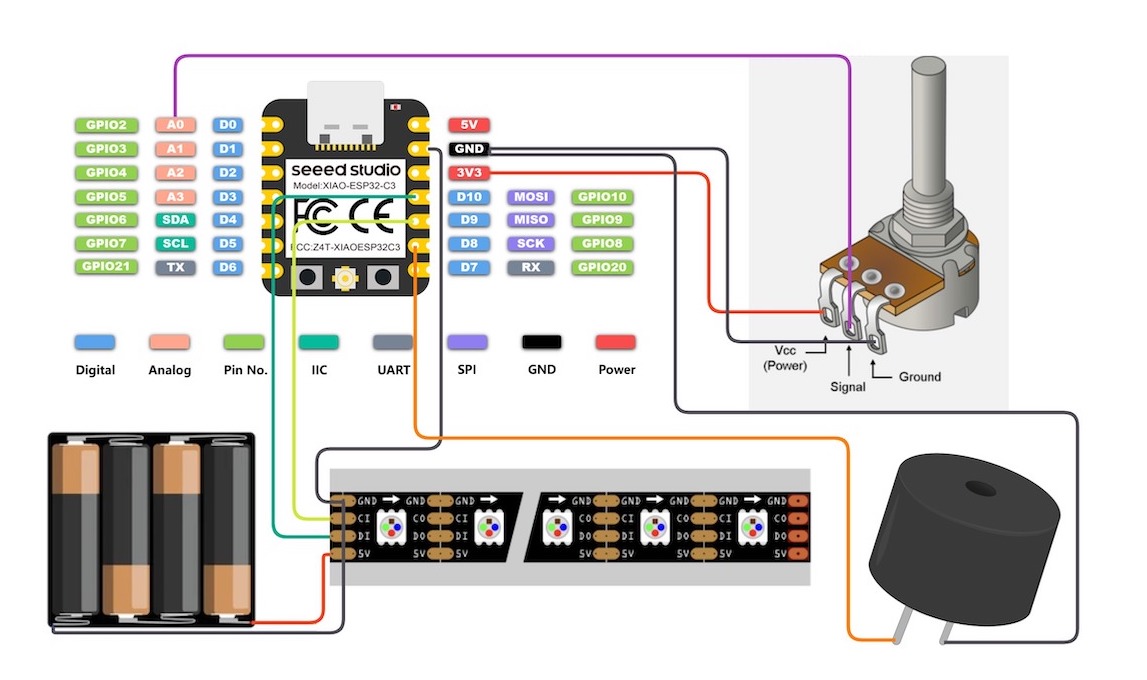 GPIO2 A0 D0 5V
GPIO3 A1 D1 GND
GPIO4 A2 D2 3V3
GPIO5 A3 D3 D10 MOSI GPIO10
GPIO6 SDA D4 D9 MISO GPIO9
GPIO7 SCL D5 D8 SCK GPIO8
GPIO21 TX D6 D7 RX GPIO20
seeed studio
Model:XIAO-ESP32-C3
FC CE
CC:Z4T-XIAOESP32C3
Digital Analog Pin No. IIC UART SPI GND Power
Vcc
(Power)
Signal
Ground
GND GND GND GND GND GND GND
CI CO CI CO CI CO CI CO
DI DO DI DO DI DO DI DO
5V 5V 5V 5V 5V 5V 5V 5V